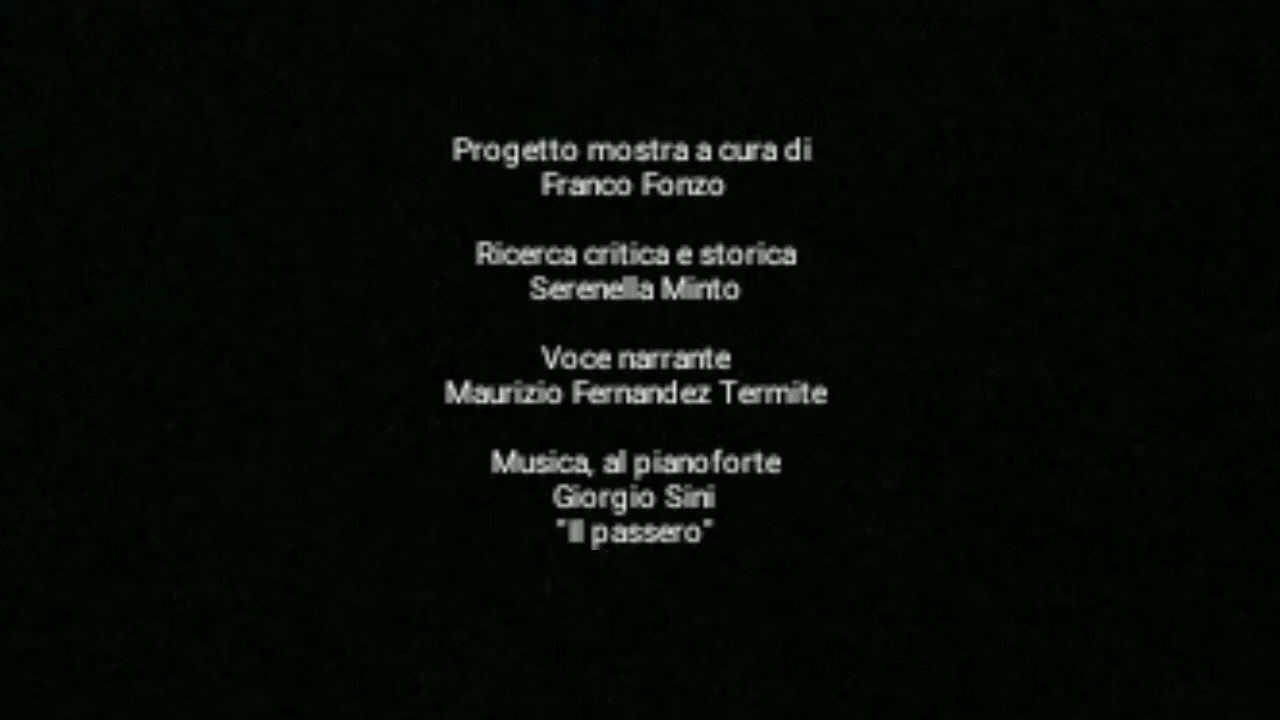 Progetto mostra a cura di
Franco Fonzo
Ricerca critica e storica
Serenella Minto
Voce narrante
Maurizio Fernandez Termite
Musica, al pianoforte
Giorgio Sini
"Il passero"